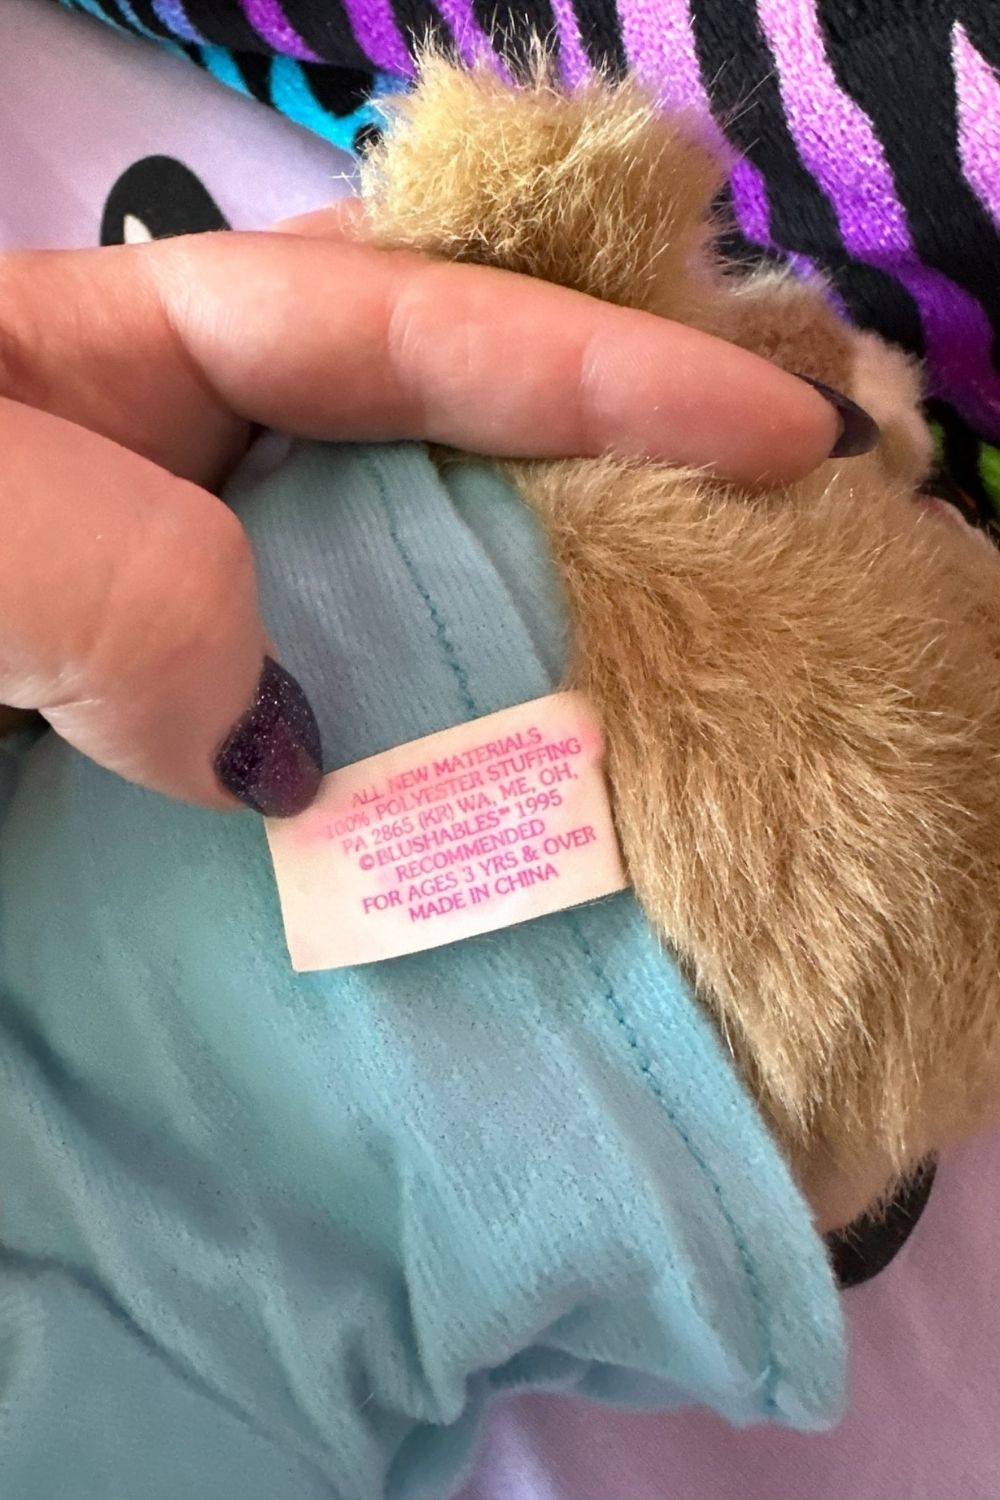 ALL NEW MATERIALS
100% POLYESTER STUFFING
PA 2865 (KR) WA, ME, OH,
©BLUSHABLES™ 1995
RECOMMENDED
FOR AGES 3 YRS & OVER
MADE IN CHINA